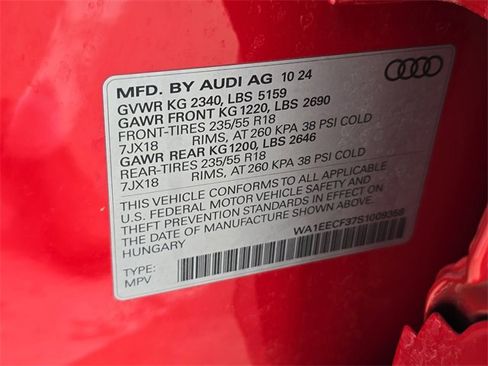 MFD. BY AUDI AG 10 24
GVWR KG 2340, LBS 5159
GAWR FRONT KG 1220, LBS 2690
FRONT-TIRES 235/55 R18
7JX18 RIMS, AT 260 KPA 38 PSI COLD
GAWR REAR KG 1200, LBS 2646
REAR-TIRES 235/55 R18
7JX18 RIMS, AT 260 KPA 38 PSI COLD
THIS VEHICLE CONFORMS TO ALL APPLICABLE
U.S. FEDERAL MOTOR VEHICLE SAFETY AND
THEFT PREVENTION STANDARDS IN EFFECT ON
THE DATE OF MANUFACTURE SHOWN ABOVE
HUNGARY
WA1EECF37S1009358
TYPE:
MPV